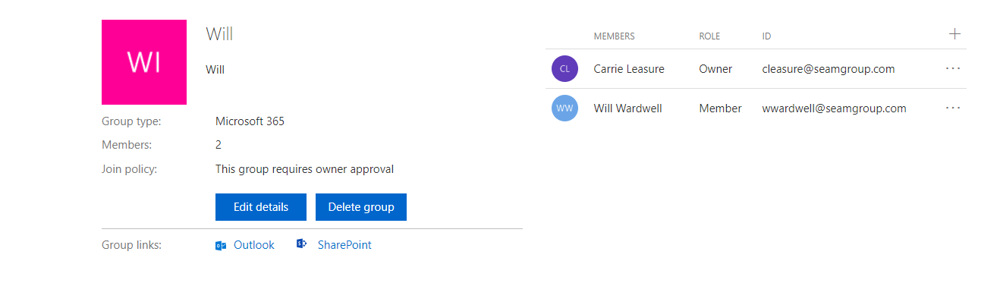 WI
Will
Will
Group type: Microsoft 365
Members: 2
Join policy: This group requires owner approval
Edit details Delete group
Group links: Outlook SharePoint
MEMBERS ROLE ID
CL Carrie Leasure Owner cleasure@seamgroup.com
WW Will Wardwell Member wwardwell@seamgroup.com